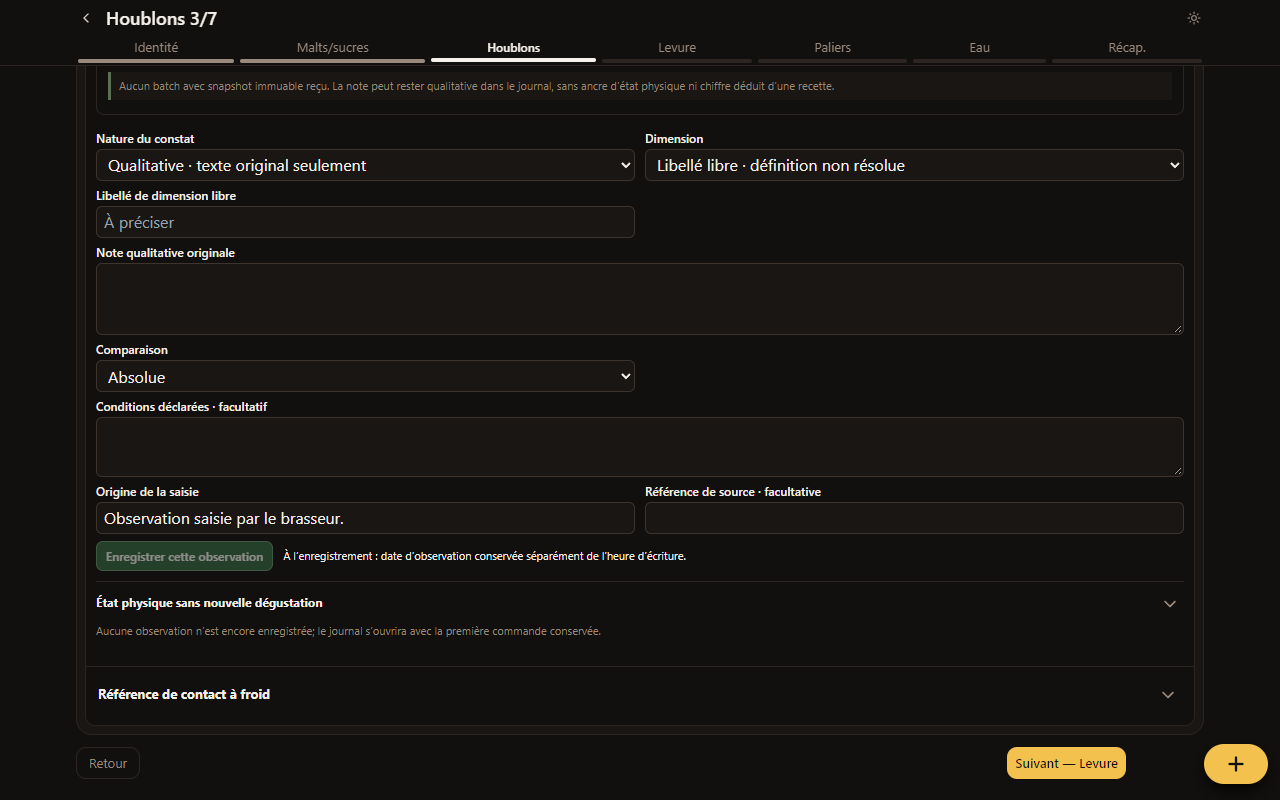 Houblons 3/7
Identité
Malts/sucres
Houblons
Levure
Paliers
Eau
Récap.
Aucun batch avec snapshot immuable reçu. La note peut rester qualitative dans le journal, sans ancre d'état physique ni chiffre déduit d'une recette.
Nature du constat
Dimension
Qualitative · texte original seulement
Libellé libre · définition non résolue
Libellé de dimension libre
À préciser
Note qualitative originale
Comparaison
Absolue
Conditions déclarées · facultatif
Origine de la saisie
Référence de source · facultative
Observation saisie par le brasseur.
Enregistrer cette observation
À l'enregistrement : date d'observation conservée séparément de l'heure d'écriture.
État physique sans nouvelle dégustation
Aucune observation n'est encore enregistrée; le journal s'ouvrira avec la première commande conservée.
Référence de contact à froid
Retour
Suivant — Levure
+